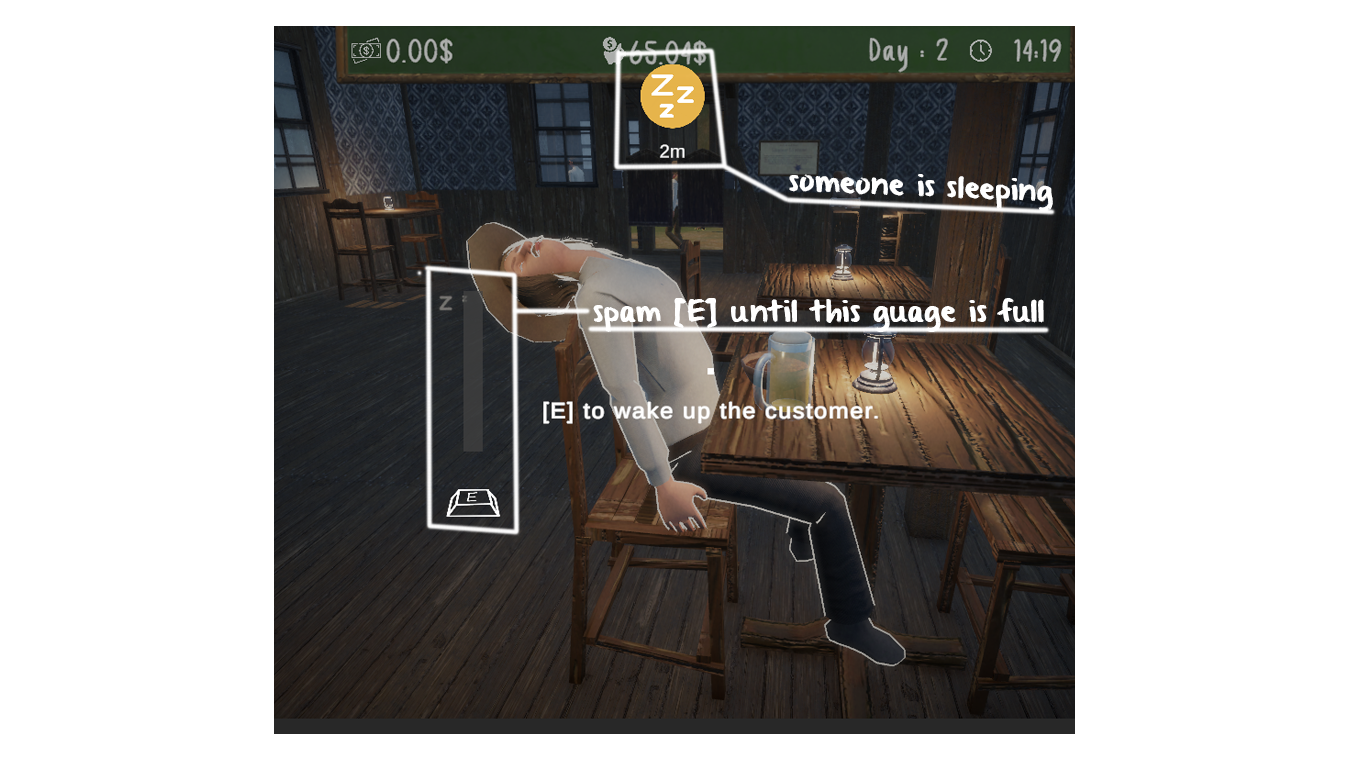 0.00$
65.04$
Day : 2
14:19
Z Z Z
2m
someone is sleeping
Z z
spam [E] until this guage is full
[E] to wake up the customer.
E